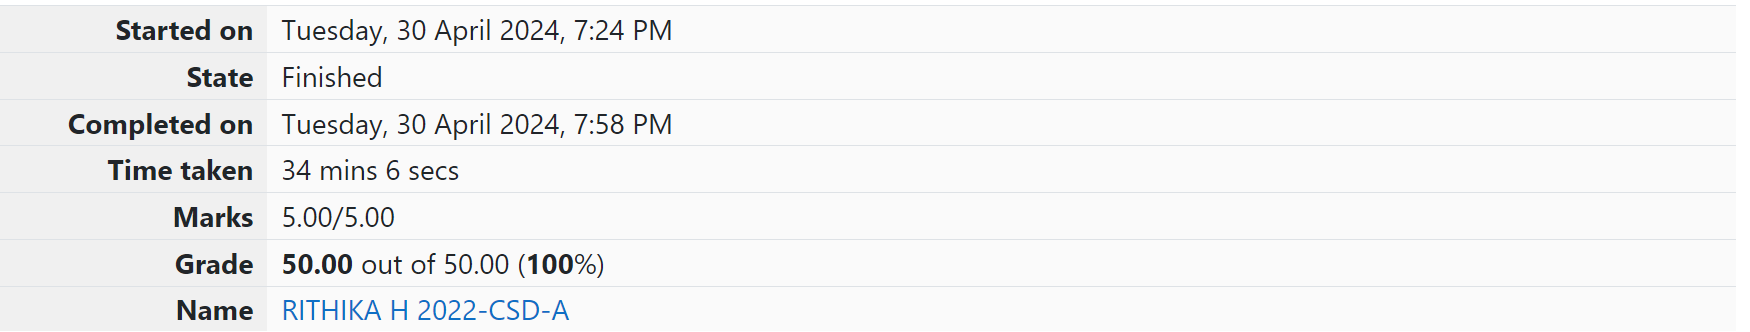 Started on Tuesday, 30 April 2024, 7:24 PM
State Finished
Completed on Tuesday, 30 April 2024, 7:58 PM
Time taken 34 mins 6 secs
Marks 5.00/5.00
Grade 50.00 out of 50.00 (100%)
Name RITHIKA H 2022-CSD-A